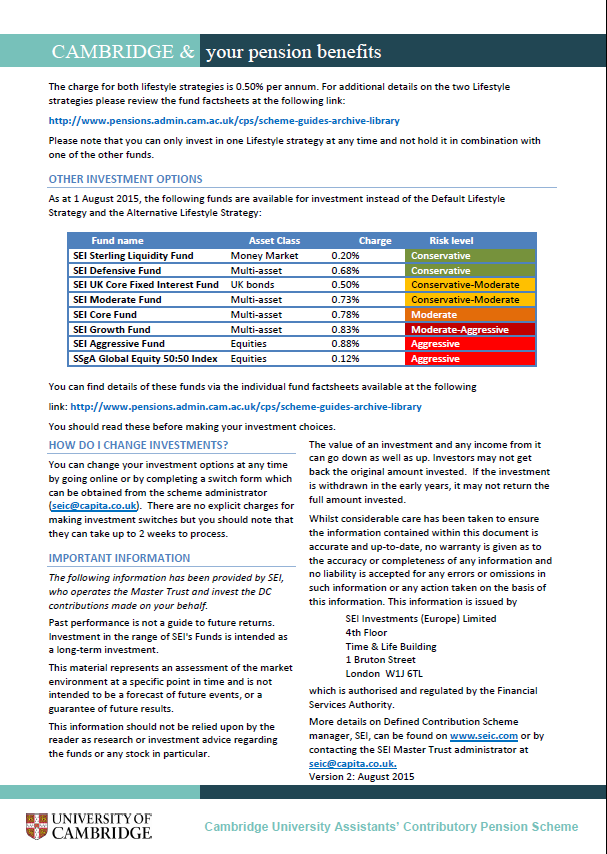 CAMBRIDGE & your pension benefits
The charge for both lifestyle strategies is 0.50% per annum. For additional details on the two Lifestyle
strategies please review the fund factsheets at the following link:
http://www.pensions.admin.cam.ac.uk/cps/scheme-guides-archive-library
Please note that you can only invest in one Lifestyle strategy at any time and not hold it in combination with
one of the other funds.
OTHER INVESTMENT OPTIONS
As at 1 August 2015, the following funds are available for investment instead of the Default Lifestyle
Strategy and the Alternative Lifestyle Strategy:
Fund name Asset Class Charge Risk level
SEI Sterling Liquidity Fund Money Market 0.20% Conservative
SEI Defensive Fund Multi-asset 0.68% Conservative
SEI UK Core Fixed Interest Fund UK bonds 0.50% Conservative-Moderate
SEI Moderate Fund Multi-asset 0.73% Conservative-Moderate
SEI Core Fund Multi-asset 0.78% Moderate
SEI Growth Fund Multi-asset 0.83% Moderate-Aggressive
SEI Aggressive Fund Equities 0.88% Aggressive
SSgA Global Equity 50:50 Index Equities 0.12% Aggressive
You can find details of these funds via the individual fund factsheets available at the following
link: http://www.pensions.admin.cam.ac.uk/cps/scheme-guides-archive-library
You should read these before making your investment choices.
HOW DO I CHANGE INVESTMENTS?
You can change your investment options at any time
by going online or by completing a switch form which
can be obtained from the scheme administrator
(seic@capita.co.uk). There are no explicit charges for
making investment switches but you should note that
they can take up to 2 weeks to process.
IMPORTANT INFORMATION
The following information has been provided by SEI,
who operates the Master Trust and invest the DC
contributions made on your behalf.
Past performance is not a guide to future returns.
Investment in the range of SEI's Funds is intended as
a long-term investment.
This material represents an assessment of the market
environment at a specific point in time and is not
intended to be a forecast of future events, or a
guarantee of future results.
This information should not be relied upon by the
reader as research or investment advice regarding
the funds or any stock in particular.
The value of an investment and any income from it
can go down as well as up. Investors may not get
back the original amount invested. If the investment
is withdrawn in the early years, it may not return the
full amount invested.
Whilst considerable care has been taken to ensure
the information contained within this document is
accurate and up-to-date, no warranty is given as to
the accuracy or completeness of any information and
no liability is accepted for any errors or omissions in
such information or any action taken on the basis of
this information. This information is issued by
SEI Investments (Europe) Limited
4th Floor
Time & Life Building
1 Bruton Street
London W1J 6TL
which is authorised and regulated by the Financial
Services Authority.
More details on Defined Contribution Scheme
manager, SEI, can be found on www.seic.com or by
contacting the SEI Master Trust administrator at
seic@capita.co.uk.
Version 2: August 2015
UNIVERSITY OF
CAMBRIDGE
Cambridge University Assistants' Contributory Pension Scheme